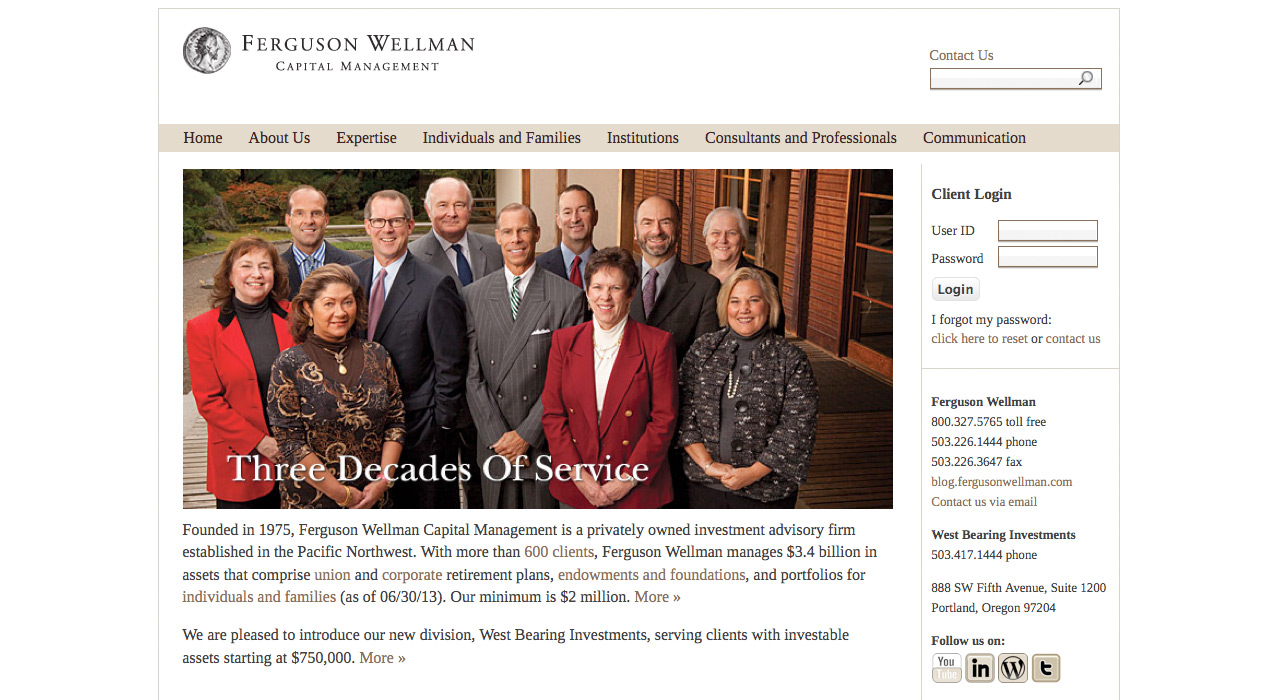 FERGUSON WELLMAN
CAPITAL MANAGEMENT
Contact Us
Home About Us Expertise Individuals and Families Institutions Consultants and Professionals Communication
Three Decades Of Service
Founded in 1975, Ferguson Wellman Capital Management is a privately owned investment advisory firm
established in the Pacific Northwest. With more than 600 clients, Ferguson Wellman manages $3.4 billion in
assets that comprise union and corporate retirement plans, endowments and foundations, and portfolios for
individuals and families (as of 06/30/13). Our minimum is $2 million. More »
We are pleased to introduce our new division, West Bearing Investments, serving clients with investable
assets starting at $750,000. More »
Client Login
User ID
Password
Login
I forgot my password:
click here to reset or contact us
Ferguson Wellman
800.327.5765 toll free
503.226.1444 phone
503.226.3647 fax
blog.fergusonwellman.com
Contact us via email
West Bearing Investments
503.417.1444 phone
888 SW Fifth Avenue, Suite 1200
Portland, Oregon 97204
Follow us on:
You Tube in W t